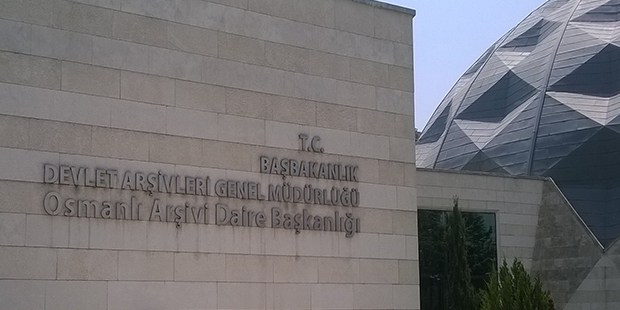 T.C.
BAŞBAKANLIK
DEVLET ARŞİVLERİ GENEL MÜDÜRLÜĞÜ
Osmanlı Arşivi Daire Başkanlığı